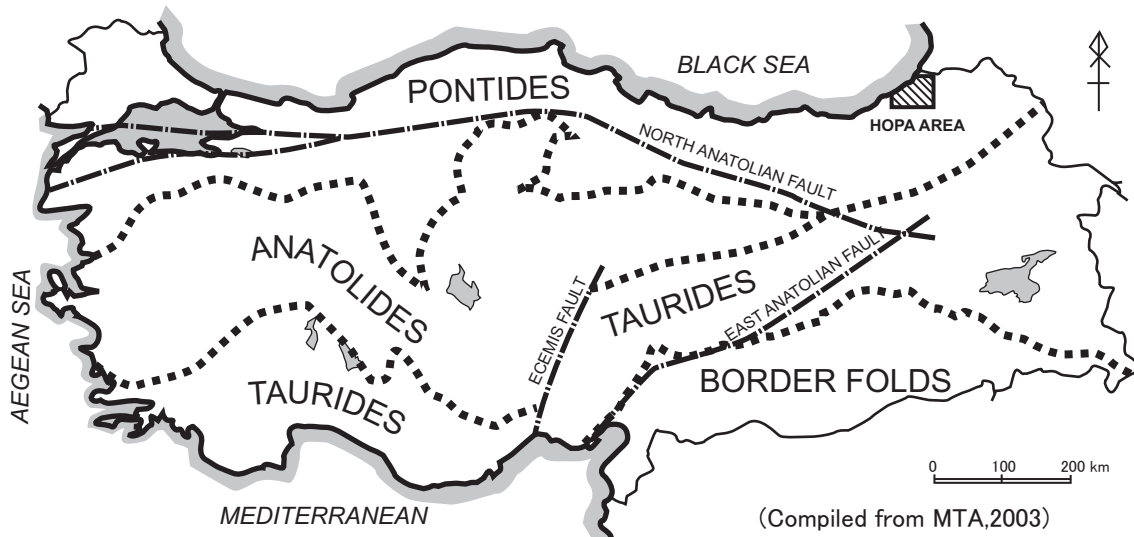 BLACK SEA
PONTIDES
HOPA AREA
NORTH ANATOLIAN FAULT
ANATOLIDES
AEGEAN SEA
ECEMIS FAULT
TAURIDES
EAST ANATOLIAN FAULT
TAURIDES
BORDER FOLDS
0 100 200 km
MEDITERRANEAN
(Compiled from MTA,2003)